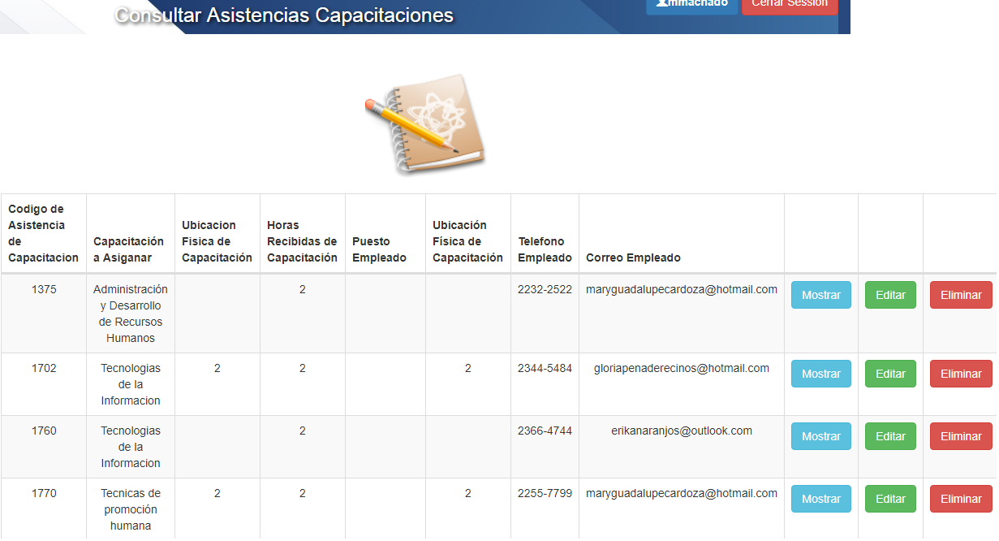 Consultar Asistencias Capacitaciones
mmachado
Cerrar Session
Codigo de
Asistencia
de
Capacitacion
Capacitación
a Asiganar
Ubicacion
Fisica de
Capacitación
Horas
Recibidas de
Capacitación
Puesto
Empleado
Ubicación
Física de
Capacitación
Telefono
Empleado
Correo Empleado
1375
Administración
y Desarrollo
de Recursos
Humanos
2
2232-2522
maryguadalupecardoza@hotmail.com
Mostrar
Editar
Eliminar
1702
Tecnologias
de la
Informacion
2
2
2
2344-5484
gloriapenaderecinos@hotmail.com
Mostrar
Editar
Eliminar
1760
Tecnologias
de la
Informacion
2
2366-4744
erikanaranjos@outlook.com
Mostrar
Editar
Eliminar
1770
Tecnicas de
promoción
humana
2
2
2
2255-7799
maryguadalupecardoza@hotmail.com
Mostrar
Editar
Eliminar